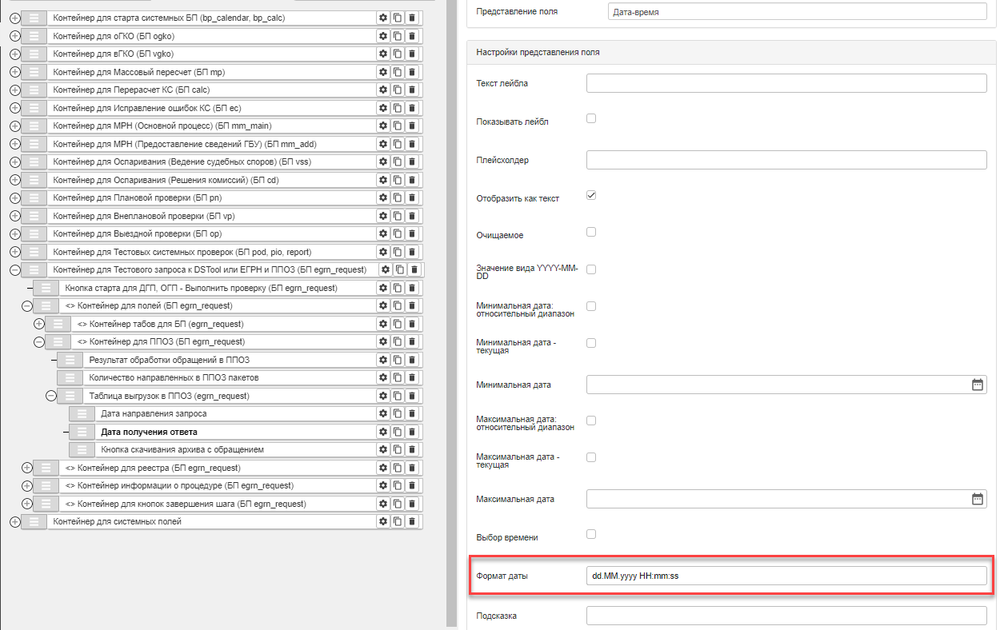 Контейнер для старта системных БП (bp_calendar, bp_calc)
Контейнер для оГКО (БП ogko)
Контейнер для вГКО (БП vgko)
Контейнер для Массовый пересчет (БП mp)
Контейнер для Перерасчет КС (БП calc)
Контейнер для Исправление ошибок КС (БП ec)
Контейнер для МРН (Основной процесс) (БП mm_main)
Контейнер для МРН (Предоставление сведений ГБУ) (БП mm_add)
Контейнер для Оспаривания (Ведение судебных споров) (БП vss)
Контейнер для Оспаривания (Решения комиссий) (БП cd)
Контейнер для Плановой проверки (БП pn)
Контейнер для Внеплановой проверки (БП vp)
Контейнер для Выездной проверки (БП op)
Контейнер для Тестовых системных проверок (БП pod, pio, report)
Контейнер для Тестового запроса к DSTool или ЕГРН и ППОЗ (БП egrn_request)
Кнопка старта для ДГП, ОГП - Выполнить проверку (БП egrn_request)
<> Контейнер для полей (БП egrn_request)
<> Контейнер табов для БП (egrn_request)
<> Контейнер для ППОЗ (БП egrn_request)
Результат обработки обращений в ППОЗ
Количество направленных в ППОЗ пакетов
Таблица выгрузок в ППОЗ (egrn_request)
Дата направления запроса
Дата получения ответа
Кнопка скачивания архива с обращением
<> Контейнер для реестра (БП egrn_request)
<> Контейнер информации о процедуре (БП egrn_request)
<> Контейнер для кнопок завершения шага (БП egrn_request)
Контейнер для системных полей
Представление поля
Дата-время
Настройки представления поля
Текст лейбла
Показывать лейбл
Плейсхолдер
Отобразить как текст
Очищаемое
Значение вида YYYY-MM-
DD
Минимальная дата:
относительный диапазон
Минимальная дата -
текущая
Минимальная дата
Максимальная дата:
относительный диапазон
Максимальная дата -
текущая
Максимальная дата
Выбор времени
Формат даты
dd.MM.yyyy HH:mm:ss
Подсказка